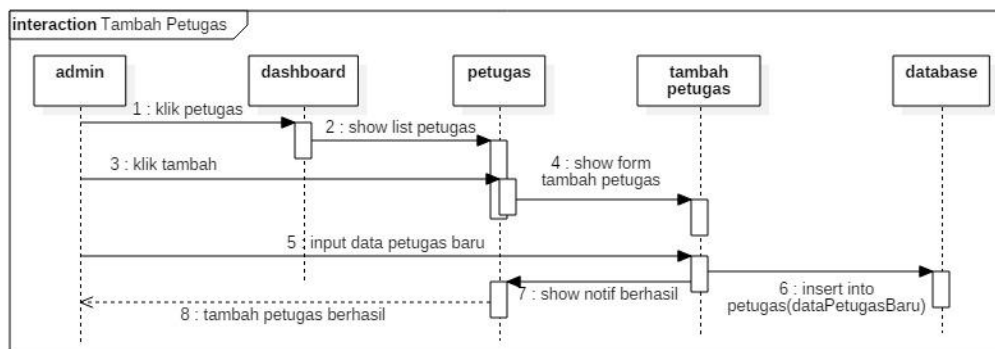 interaction Tambah Petugas
admin
dashboard
petugas
tambah
petugas
database
1 : klik petugas
2 : show list petugas
3 : klik tambah
4 : show form
tambah petugas
5 : input data petugas baru
6 : insert into
petugas(dataPetugasBaru)
7 : show notif berhasil
8 : tambah petugas berhasil